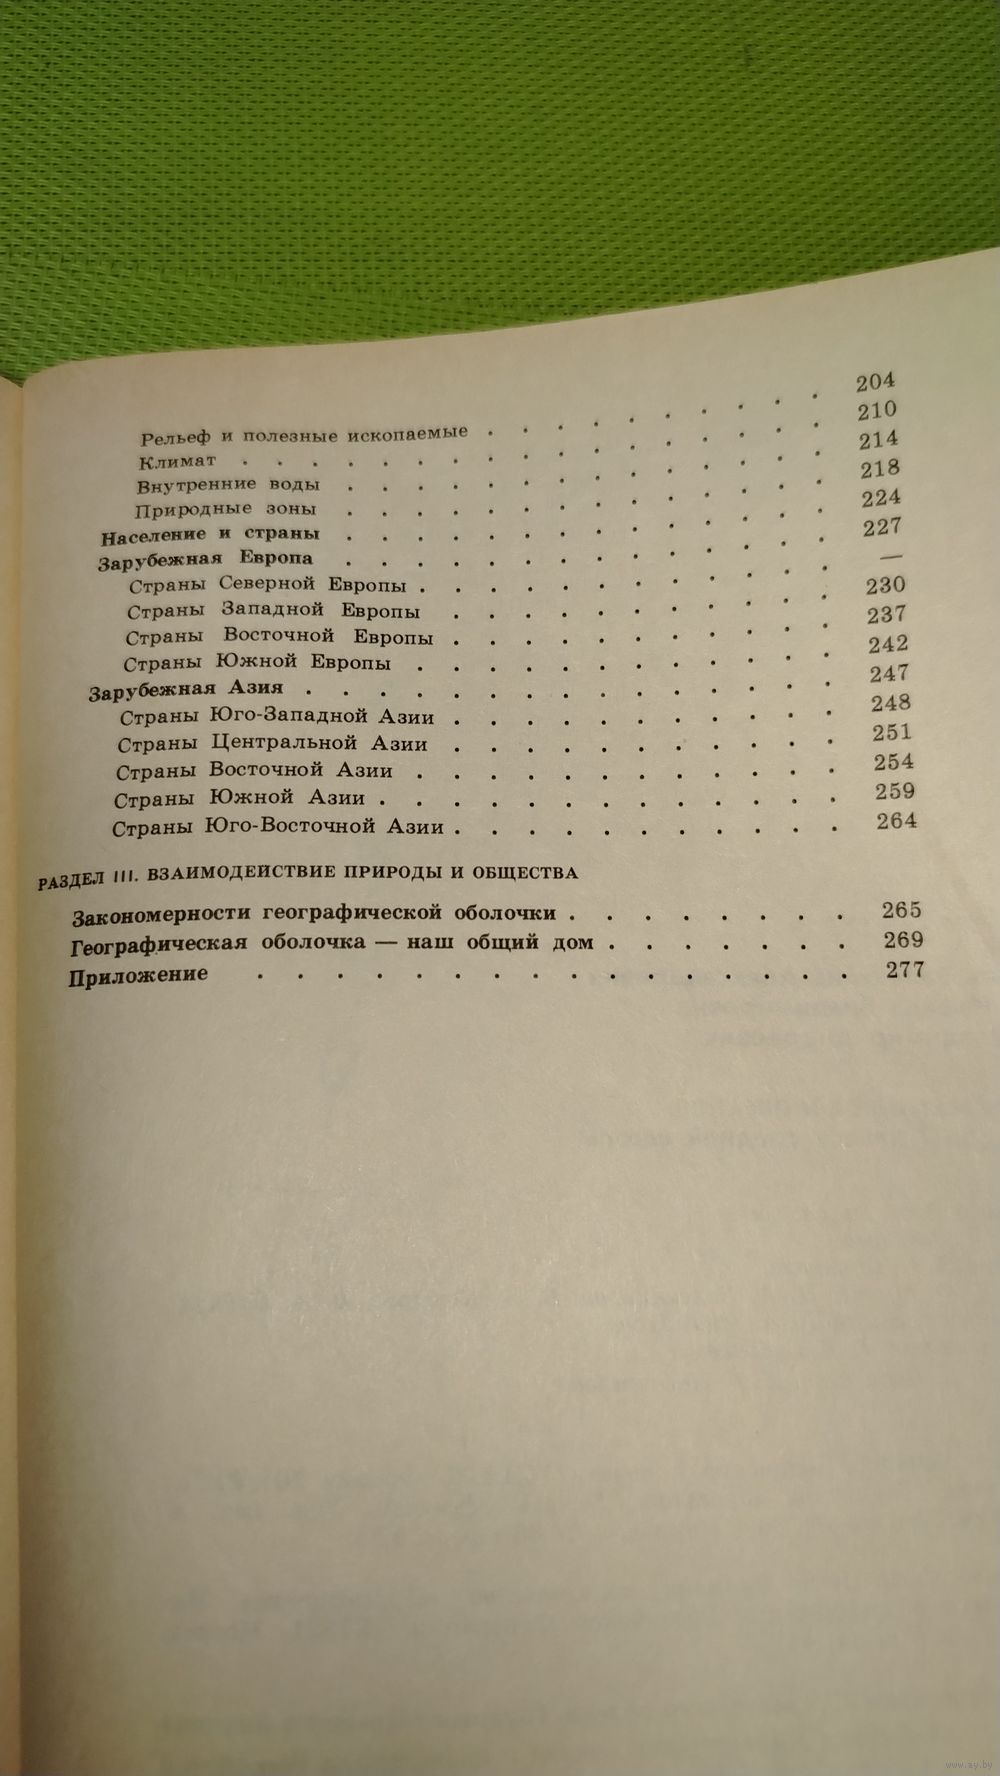 Рельеф и полезные ископаемые . . . . . . . . . . 204
Климат . . . . . . . . . . . . . . . . . 210
Внутренние воды . . . . . . . . . . . . . . 214
Природные зоны . . . . . . . . . . . . . . 218
Население и страны . . . . . . . . . . . . . . 224
Зарубежная Европа . . . . . . . . . . . . . . 227
Страны Северной Европы . . . . . . . . . . . . —
Страны Западной Европы . . . . . . . . . . . 230
Страны Восточной Европы . . . . . . . . . . . 237
Страны Южной Европы . . . . . . . . . . . . 242
Зарубежная Азия . . . . . . . . . . . . . . . 247
Страны Юго-Западной Азии . . . . . . . . . . . 248
Страны Центральной Азии . . . . . . . . . . . 251
Страны Восточной Азии . . . . . . . . . . . . 254
Страны Южной Азии . . . . . . . . . . . . . 259
Страны Юго-Восточной Азии . . . . . . . . . . . 264
РАЗДЕЛ III. ВЗАИМОДЕЙСТВИЕ ПРИРОДЫ И ОБЩЕСТВА
Закономерности географической оболочки . . . . . . . . 265
Географическая оболочка — наш общий дом . . . . . . . 269
Приложение . . . . . . . . . . . . . . . . 277
www.ay.by